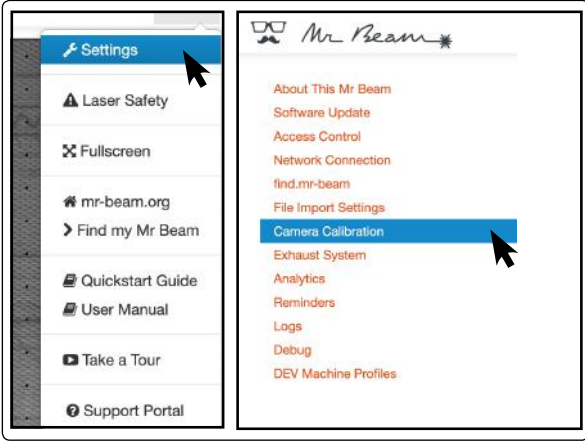 Settings
Laser Safety
Fullscreen
mr-beam.org
Find my Mr Beam
Quickstart Guide
User Manual
Take a Tour
Support Portal
Mr Beam
About This Mr Beam
Software Update
Access Control
Network Connection
find.mr-beam
File Import Settings
Camera Calibration
Exhaust System
Analytics
Reminders
Logs
Debug
DEV Machine Profiles